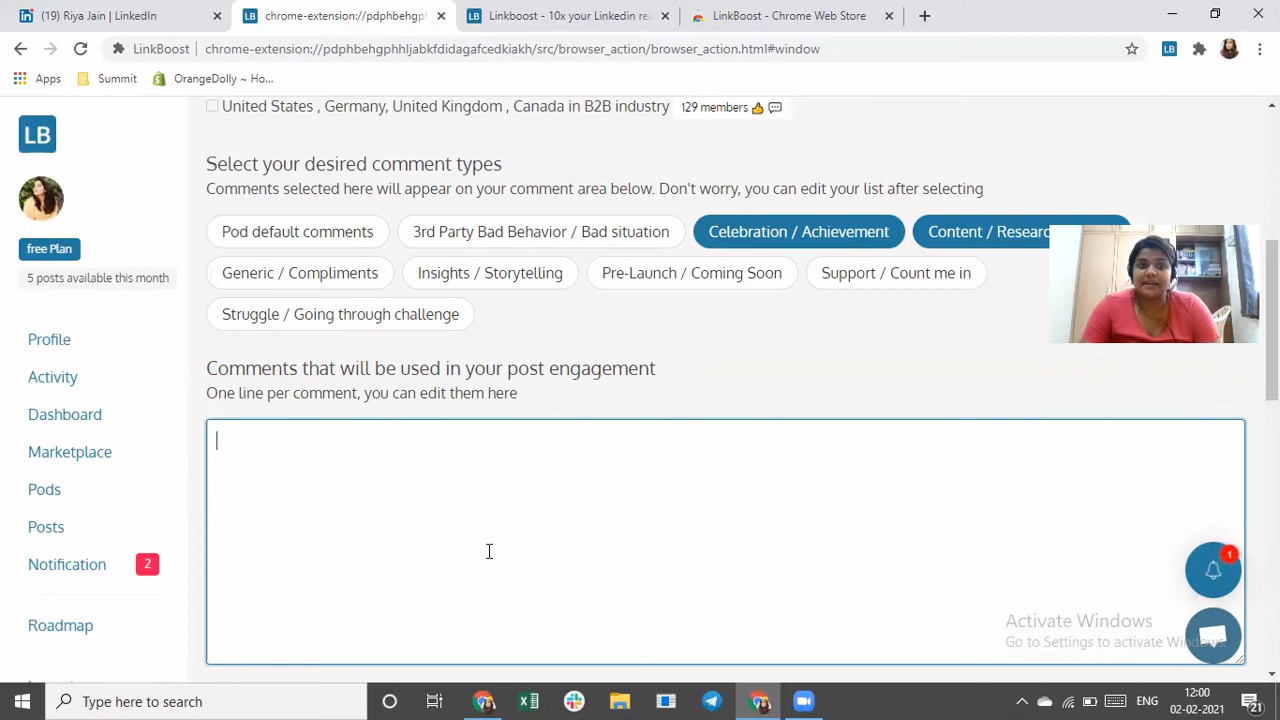 (19) Riya Jain | LinkedIn
chrome-extension://pdphbehgph
Linkboost - 10x your Linkedin re
LinkBoost - Chrome Web Store
LinkBoost
chrome-extension://pdphbehgphhljabkfdidagafcedkiakh/src/browser_action/browser_action.html#window
LB
Apps
Summit
OrangeDolly ~ Ho...
LB
free Plan
5 posts available this month
Profile
Activity
Dashboard
Marketplace
Pods
Posts
Notification 2
Roadmap
United States , Germany, United Kingdom , Canada in B2B industry 129 members
Select your desired comment types
Comments selected here will appear on your comment area below. Don't worry, you can edit your list after selecting
Pod default comments
3rd Party Bad Behavior / Bad situation
Celebration / Achievement
Content / Researc
Generic / Compliments
Insights / Storytelling
Pre-Launch / Coming Soon
Support / Count me in
Struggle / Going through challenge
Comments that will be used in your post engagement
One line per comment, you can edit them here
1
Activate Windows
Go to Settings to activate Windows.
Type here to search
ENG
12:00
02-02-2021
21